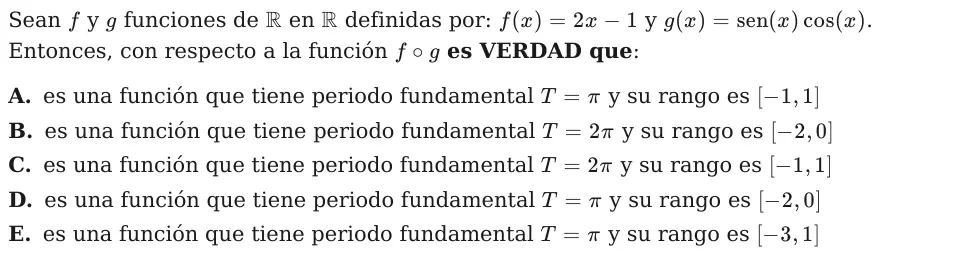 Sean f y g funciones de ℝ en ℝ definidas por: f(x) = 2x − 1 y g(x) = sen(x) cos(x).
Entonces, con respecto a la función f ∘ g es VERDAD que:
A. es una función que tiene periodo fundamental T = π y su rango es [−1, 1]
B. es una función que tiene periodo fundamental T = 2π y su rango es [−2, 0]
C. es una función que tiene periodo fundamental T = 2π y su rango es [−1, 1]
D. es una función que tiene periodo fundamental T = π y su rango es [−2, 0]
E. es una función que tiene periodo fundamental T = π y su rango es [−3, 1]